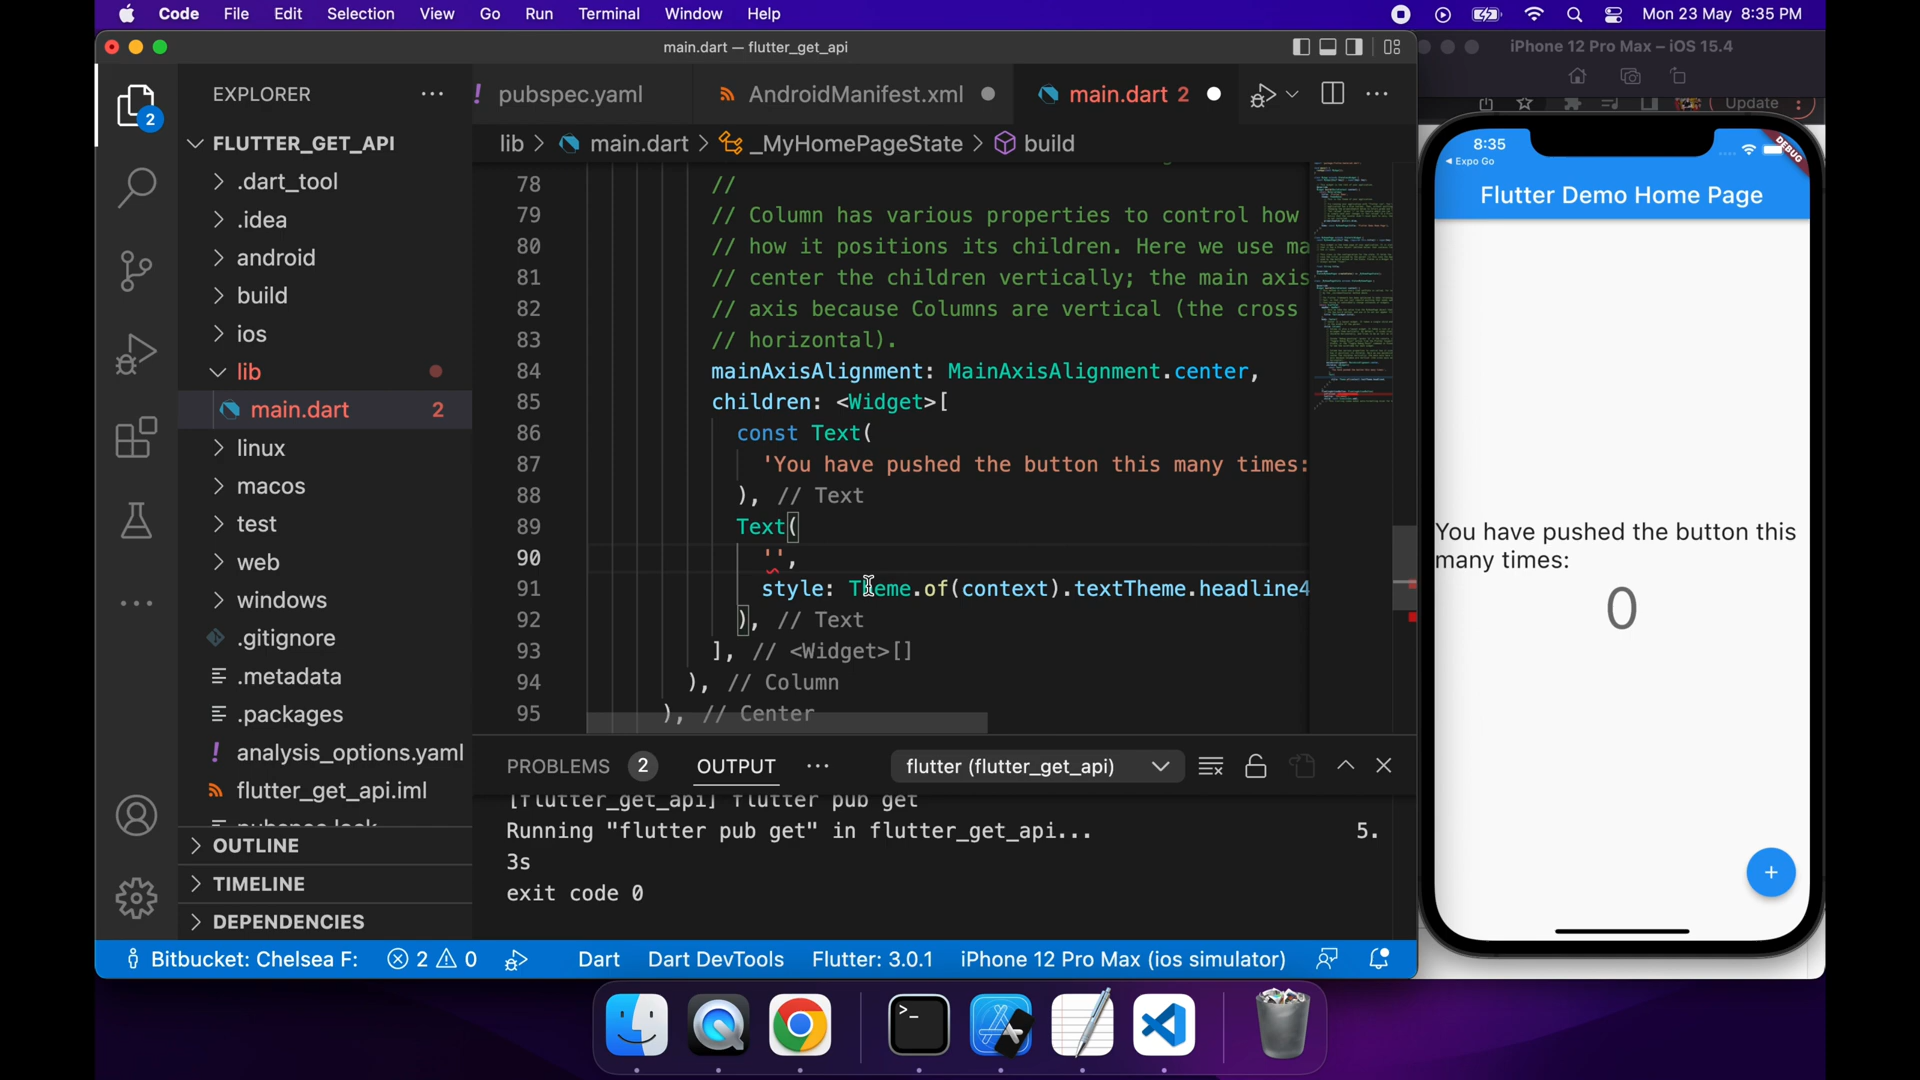 Code File Edit Selection View Go Run Terminal Window Help Mon 23 May 8:35 PM
main.dart — flutter_get_api
iPhone 12 Pro Max – iOS 15.4
EXPLORER
pubspec.yaml
AndroidManifest.xml
main.dart 2
Update
lib > main.dart > _MyHomePageState > build
2
FLUTTER_GET_API
.dart_tool
.idea
android
build
ios
lib
main.dart 2
linux
macos
test
web
windows
.gitignore
.metadata
.packages
analysis_options.yaml
flutter_get_api.iml
OUTLINE
TIMELINE
DEPENDENCIES
78 //
79 // Column has various properties to control how
80 // how it positions its children. Here we use ma
81 // center the children vertically; the main axis
82 // axis because Columns are vertical (the cross
83 // horizontal).
84 mainAxisAlignment: MainAxisAlignment.center,
85 children: <Widget>[
86 const Text(
87 'You have pushed the button this many times:
88 ), // Text
89 Text(
90 '',
91 style: Theme.of(context).textTheme.headline4
92 ), // Text
93 ], // <Widget>[]
94 ), // Column
95 ), // Center
PROBLEMS 2 OUTPUT flutter (flutter_get_api)
[flutter_get_api] flutter pub get
Running "flutter pub get" in flutter_get_api... 5.
3s
exit code 0
Bitbucket: Chelsea F: 2 0 Dart Dart DevTools Flutter: 3.0.1 iPhone 12 Pro Max (ios simulator)
8:35
Expo Go
DEBUG
Flutter Demo Home Page
You have pushed the button this
many times:
0
+